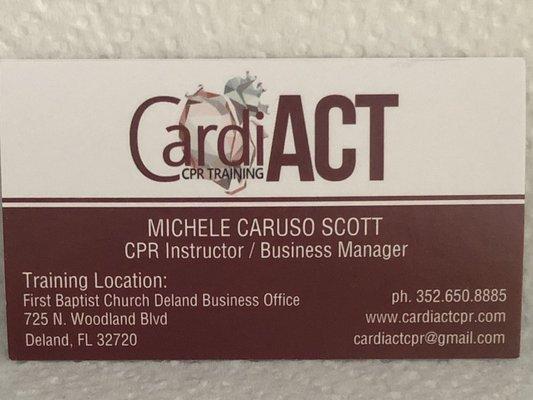 CardiACT
CPR TRAINING
MICHELE CARUSO SCOTT
CPR Instructor / Business Manager
Training Location:
First Baptist Church Deland Business Office
725 N. Woodland Blvd
Deland, FL 32720
ph. 352.650.8885
www.cardiactcpr.com
cardiactcpr@gmail.com